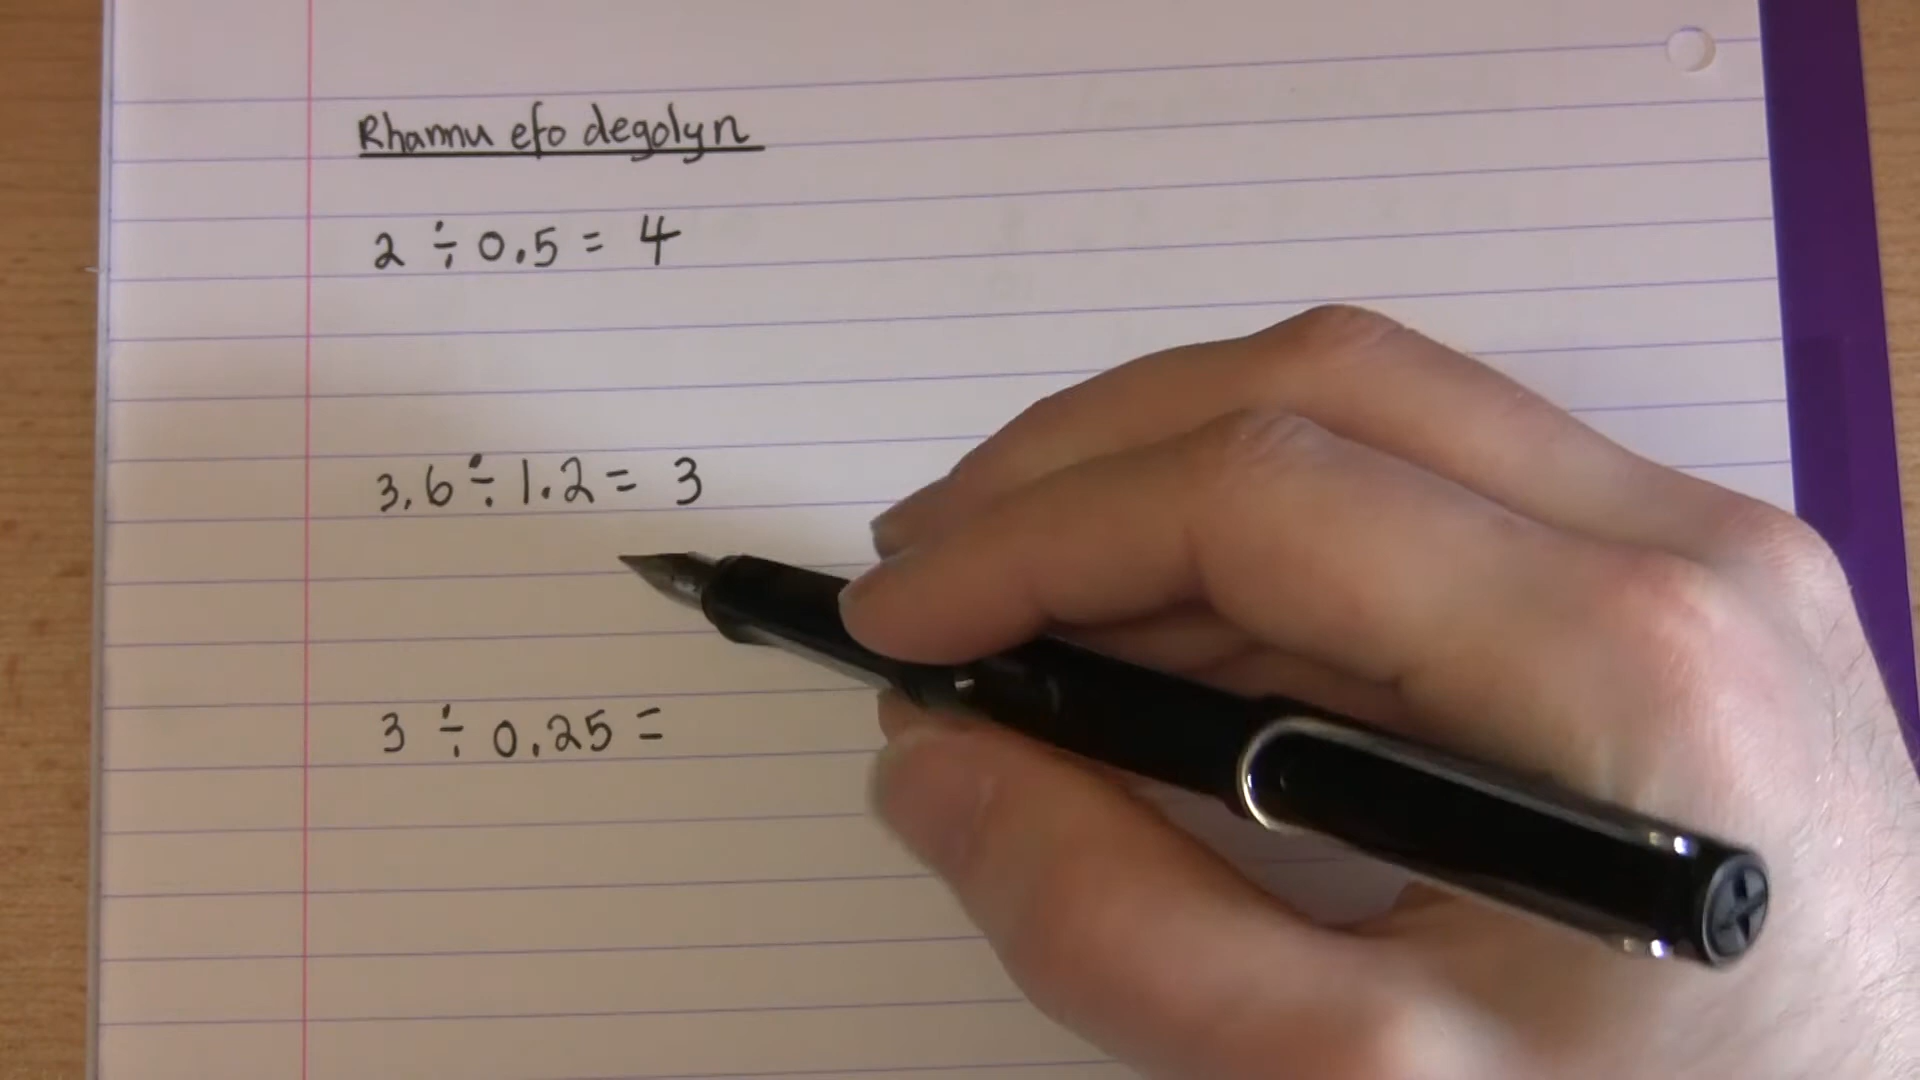 Rhannu efo degolyn
2 ÷ 0.5 = 4
3.6 ÷ 1.2 = 3
3 ÷ 0.25 =